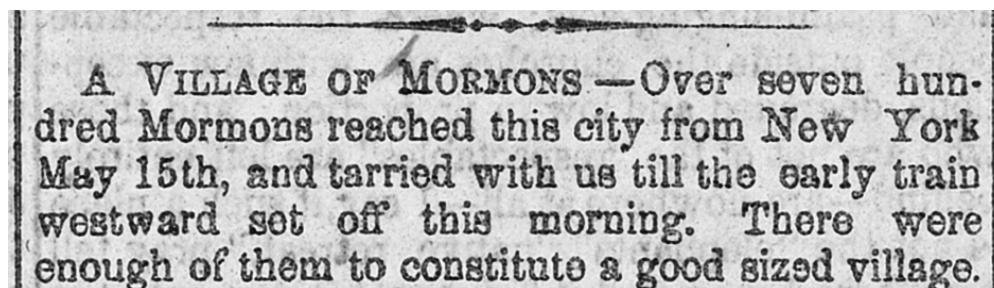 A VILLAGE OF MORMONS —Over seven hun-
dred Mormons reached this city from New York
May 15th, and tarried with us till the early train
westward set off this morning. There were
enough of them to constitute a good sized village.